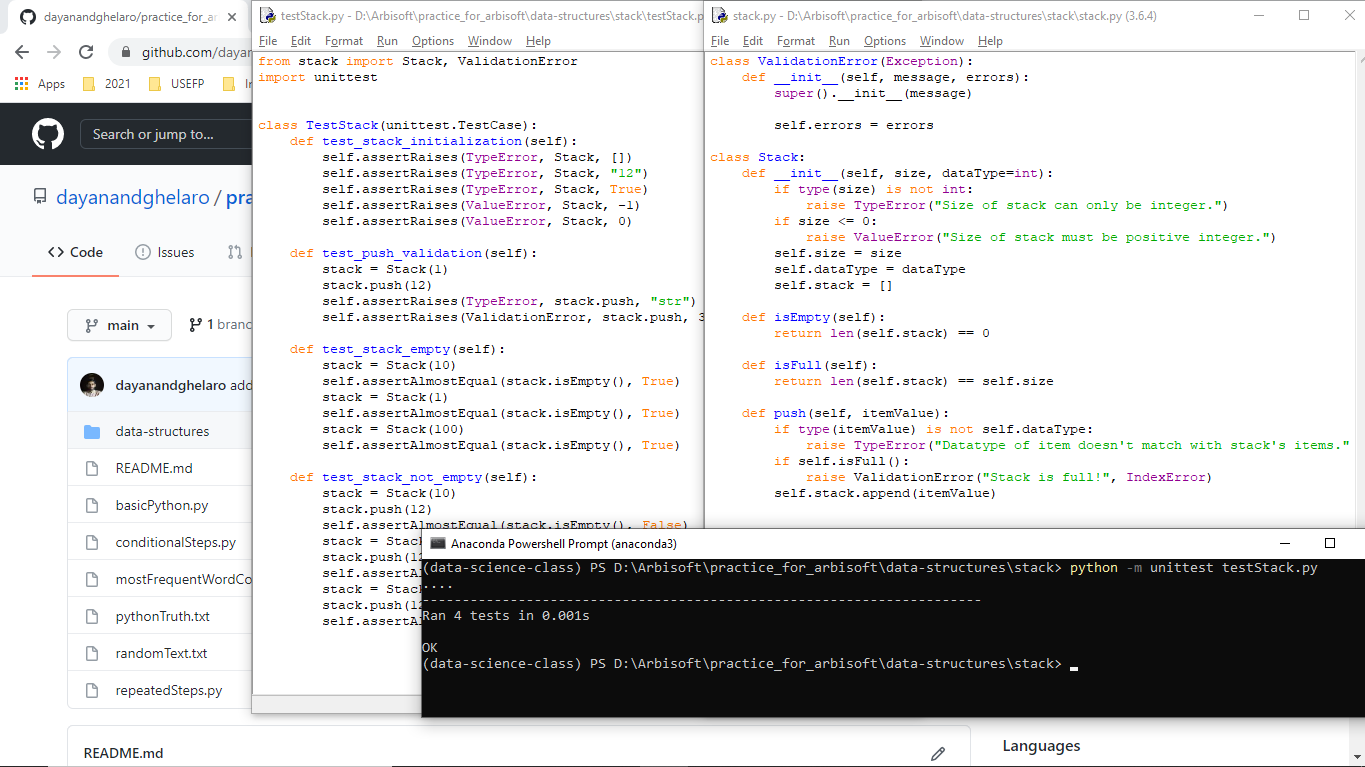 dayanandghelaro/practice_for_ar
github.com/dayan
Apps 2021 USEFP
Search or jump to...
dayanandghelaro / pra
Code Issues
main 1 branc
dayanandghelaro add
data-structures
README.md
basicPython.py
conditionalSteps.py
mostFrequentWordCo
pythonTruth.txt
randomText.txt
repeatedSteps.py
README.md
Languages
testStack.py - D:\Arbisoft\practice_for_arbisoft\data-structures\stack\testStack.p
File Edit Format Run Options Window Help
from stack import Stack, ValidationError
import unittest
class TestStack(unittest.TestCase):
def test_stack_initialization(self):
self.assertRaises(TypeError, Stack, [])
self.assertRaises(TypeError, Stack, "12")
self.assertRaises(TypeError, Stack, True)
self.assertRaises(ValueError, Stack, -1)
self.assertRaises(ValueError, Stack, 0)
def test_push_validation(self):
stack = Stack(1)
stack.push(12)
self.assertRaises(TypeError, stack.push, "str")
self.assertRaises(ValidationError, stack.push, 3
def test_stack_empty(self):
stack = Stack(10)
self.assertAlmostEqual(stack.isEmpty(), True)
stack = Stack(1)
self.assertAlmostEqual(stack.isEmpty(), True)
stack = Stack(100)
self.assertAlmostEqual(stack.isEmpty(), True)
def test_stack_not_empty(self):
stack = Stack(10)
stack.push(12)
self.assertAlmostEqual(stack.isEmpty(), False)
stack = Stac
stack.push(12
self.assertAl
stack = Stac
stack.push(12
self.assertAl
stack.py - D:\Arbisoft\practice_for_arbisoft\data-structures\stack\stack.py (3.6.4)
File Edit Format Run Options Window Help
class ValidationError(Exception):
def __init__(self, message, errors):
super().__init__(message)
self.errors = errors
class Stack:
def __init__(self, size, dataType=int):
if type(size) is not int:
raise TypeError("Size of stack can only be integer.")
if size <= 0:
raise ValueError("Size of stack must be positive integer.")
self.size = size
self.dataType = dataType
self.stack = []
def isEmpty(self):
return len(self.stack) == 0
def isFull(self):
return len(self.stack) == self.size
def push(self, itemValue):
if type(itemValue) is not self.dataType:
raise TypeError("Datatype of item doesn't match with stack's items."
if self.isFull():
raise ValidationError("Stack is full!", IndexError)
self.stack.append(itemValue)
Anaconda Powershell Prompt (anaconda3)
(data-science-class) PS D:\Arbisoft\practice_for_arbisoft\data-structures\stack> python -m unittest testStack.py
....
----------------------------------------------------------------------
Ran 4 tests in 0.001s
OK
(data-science-class) PS D:\Arbisoft\practice_for_arbisoft\data-structures\stack>